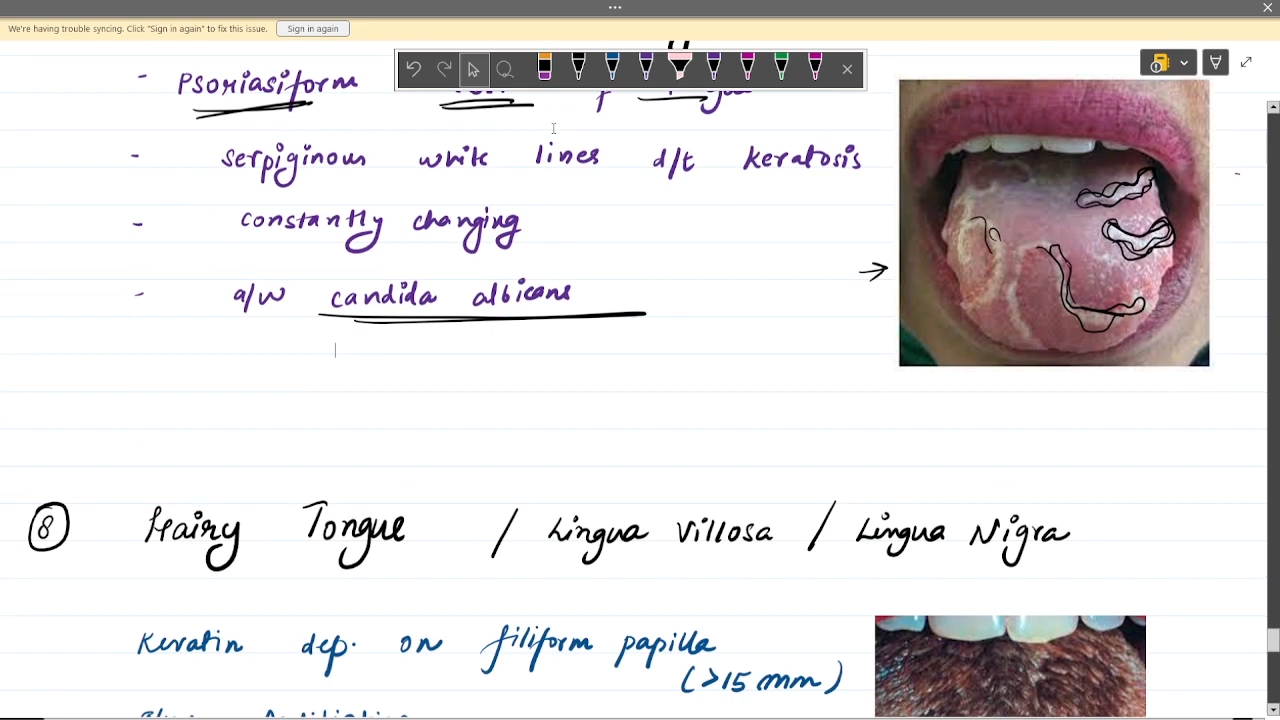 We're having trouble syncing. Click "Sign in again" to fix this issue. Sign in again
- Psoriasiform
- serpiginous white lines d/t keratosis
- constantly changing
- a/w candida albicans
8 Hairy Tongue / Lingua Villosa / Lingua Nigra
Keratin dep. on filiform papilla
(>15 mm)